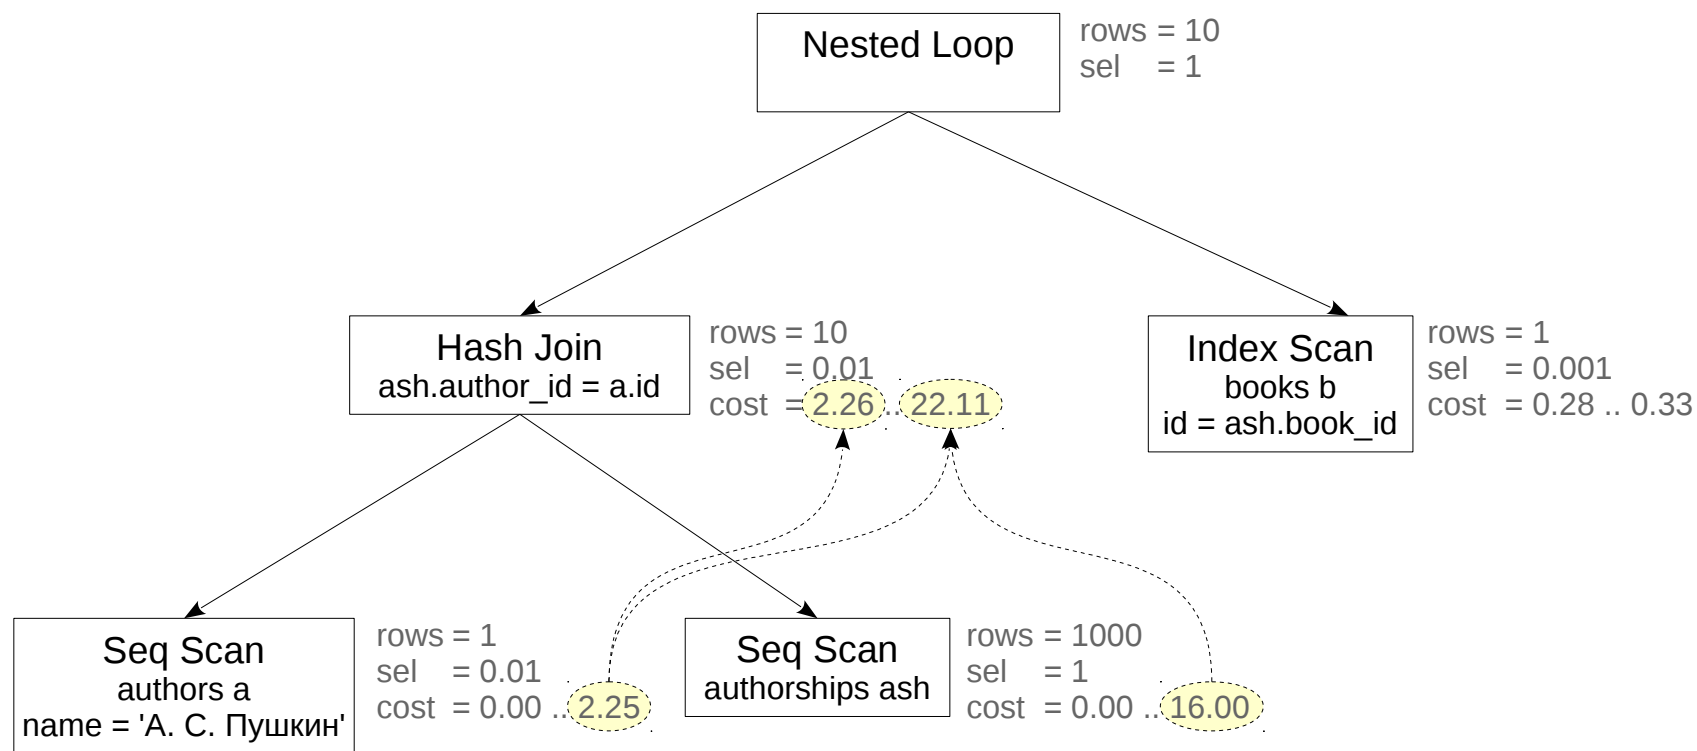 Nested Loop
rows = 10
sel = 1
Hash Join
ash.author_id = a.id
rows = 10
sel = 0.01
cost = 2.26 .. 22.11
Index Scan
books b
id = ash.book_id
rows = 1
sel = 0.001
cost = 0.28 .. 0.33
Seq Scan
authors a
name = 'А. С. Пушкин'
rows = 1
sel = 0.01
cost = 0.00 .. 2.25
Seq Scan
authorships ash
rows = 1000
sel = 1
cost = 0.00 .. 16.00